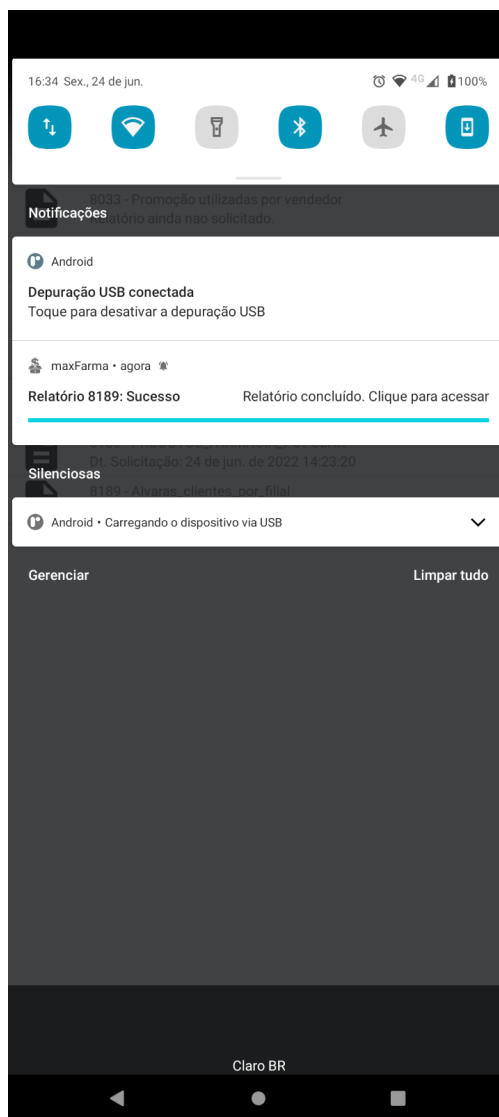 16:34 Sex., 24 de jun.
4G 100%
8033 - Promoção utilizadas por vendedor
Notificações
Relatório ainda nao solicitado.
Android
Depuração USB conectada
Toque para desativar a depuração USB
maxFarma • agora
Relatório 8189: Sucesso Relatório concluído. Clique para acessar
Dt. Solicitação: 24 de jun. de 2022 14:23:20
Silenciosas
8189 - Alvaras_clientes_por_filial
Android • Carregando o dispositivo via USB
Gerenciar Limpar tudo
Claro BR